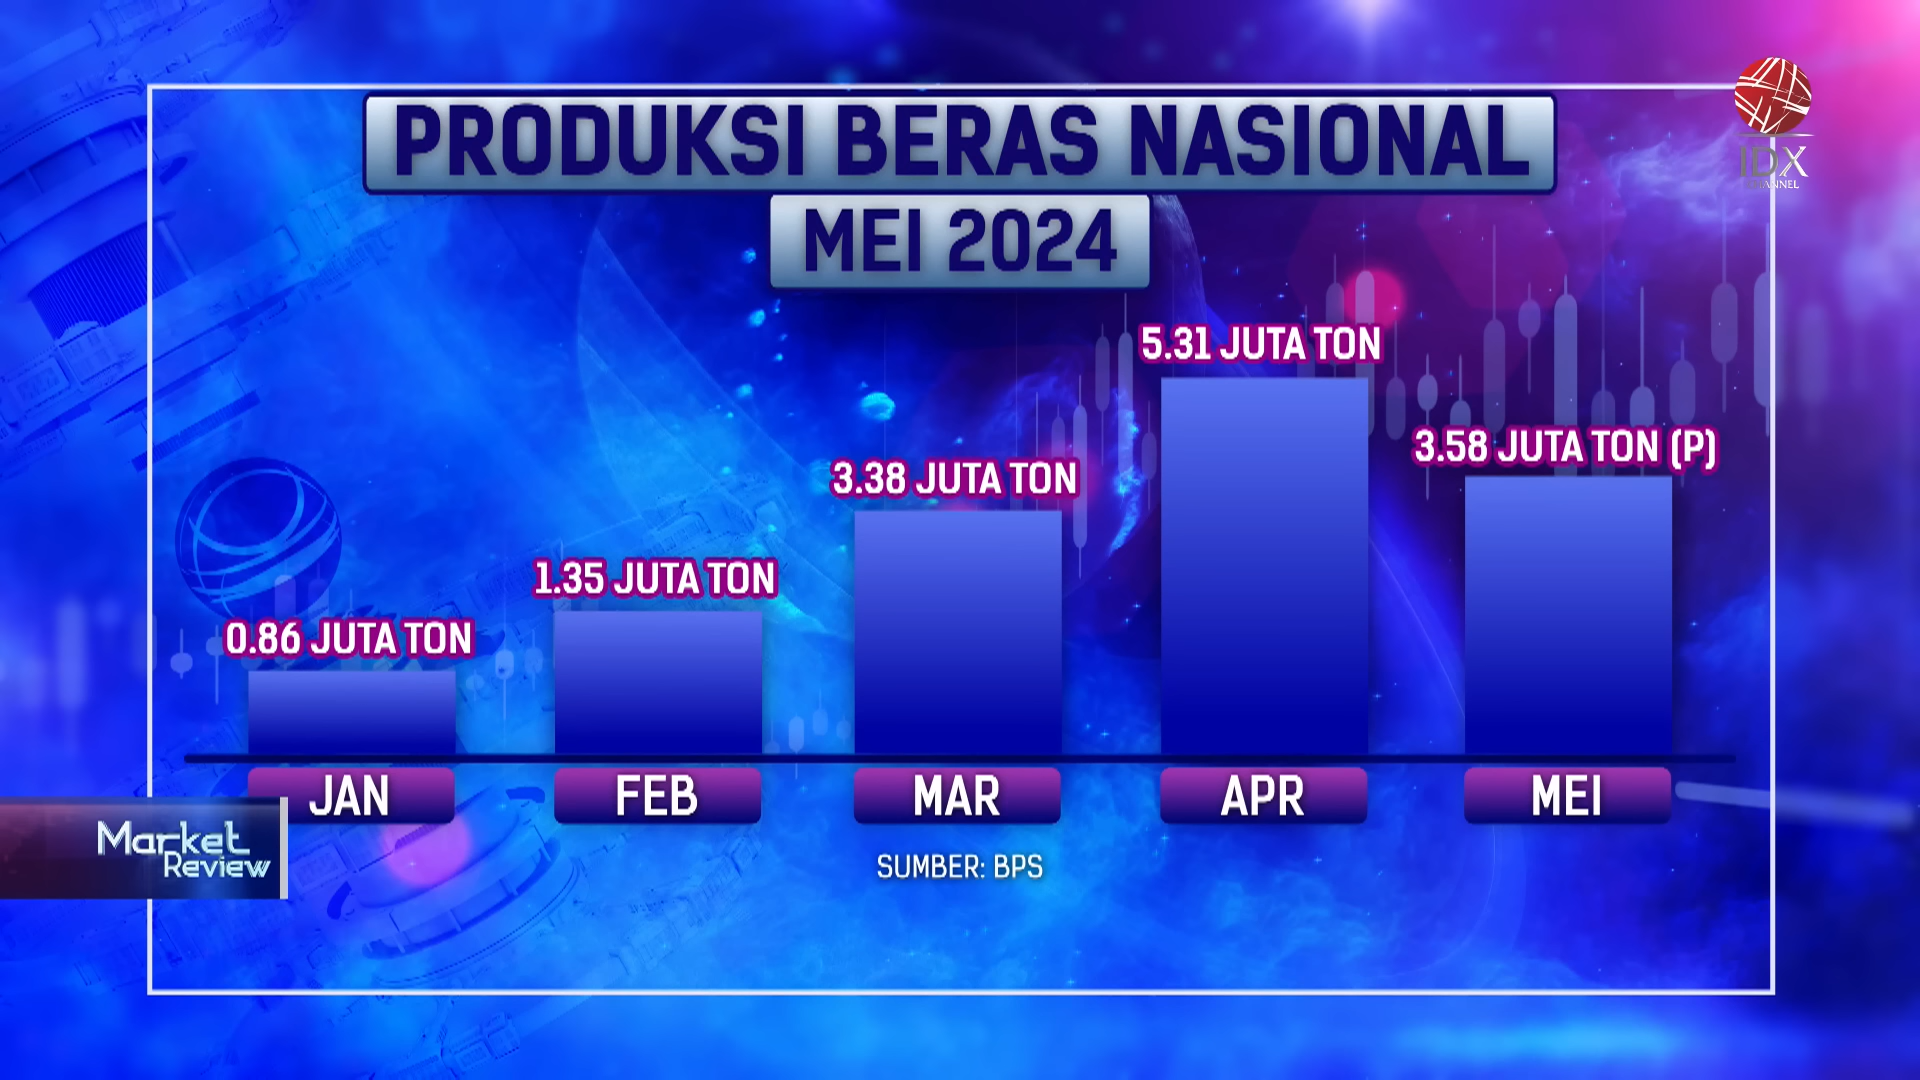 PRODUKSI BERAS NASIONAL
MEI 2024
IDX
CHANNEL
5.31 JUTA TON
3.58 JUTA TON (P)
3.38 JUTA TON
1.35 JUTA TON
0.86 JUTA TON
JAN FEB MAR APR MEI
Market
Review
SUMBER: BPS